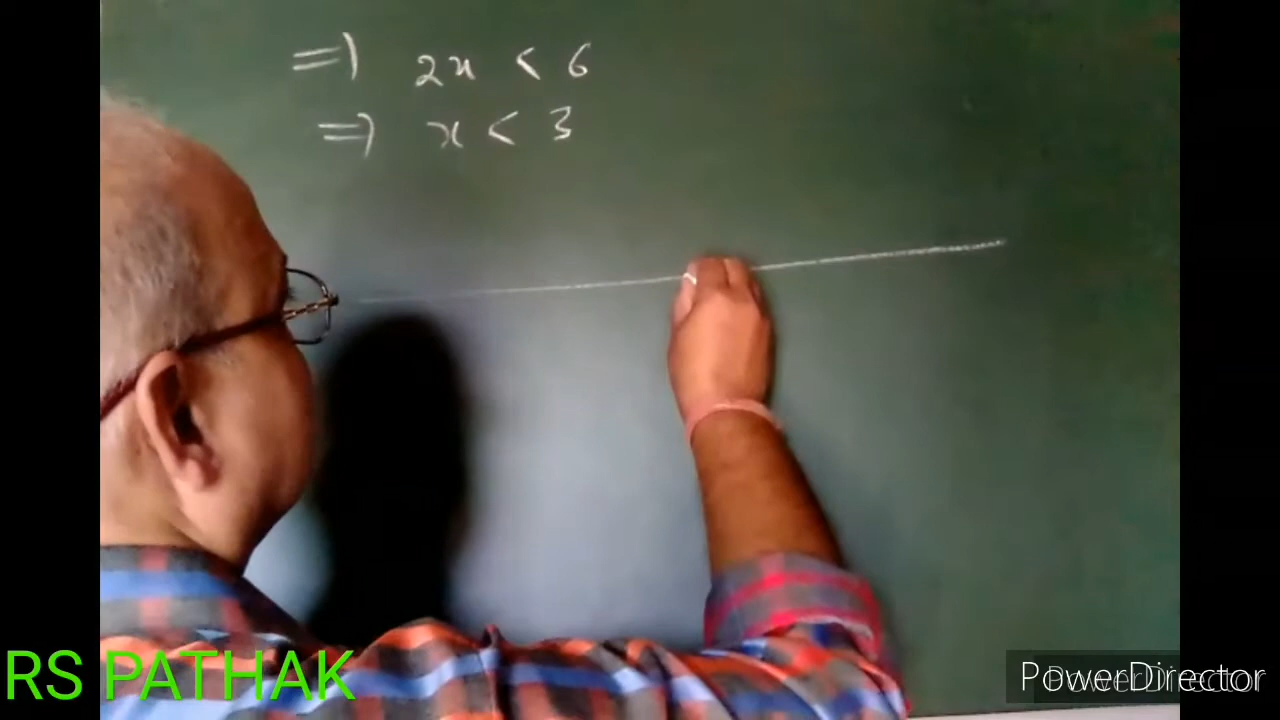 => 2x < 6
=> x < 3
RS PATHAK
PowerDirector